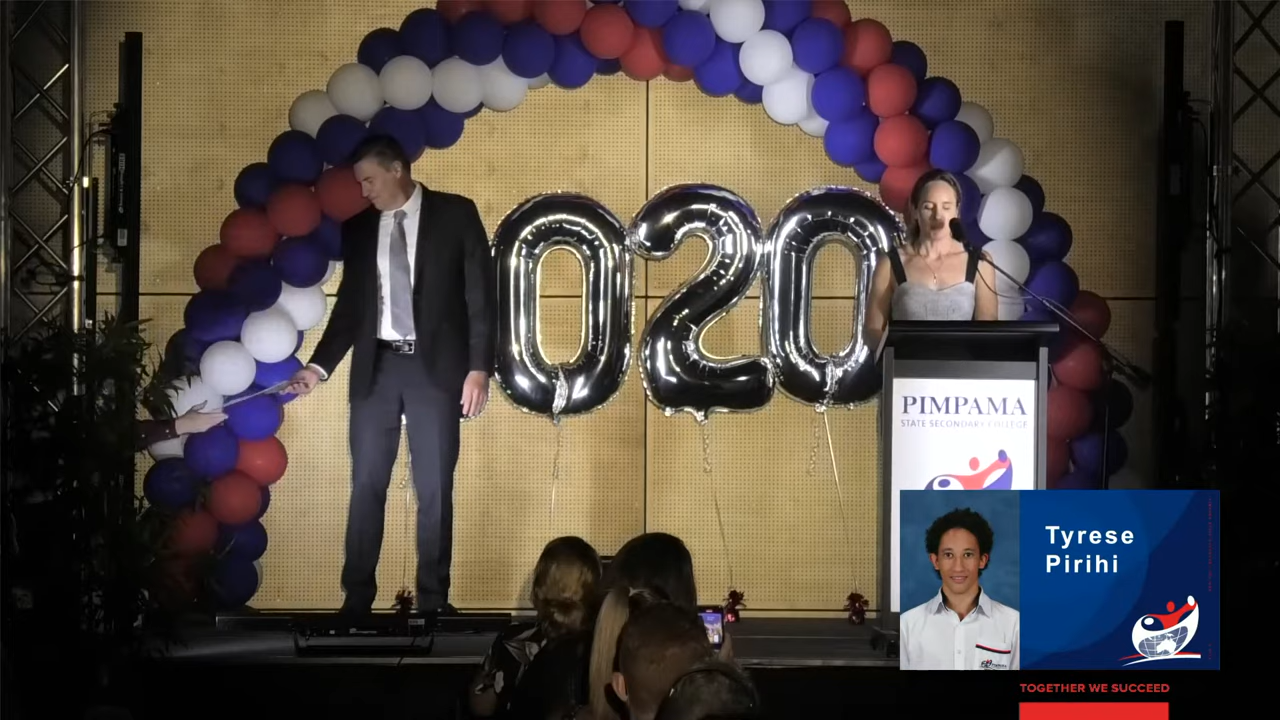 020
PIMPAMA
STATE SECONDARY COLLEGE
Tyrese
Pirihi
TOGETHER WE SUCCEED